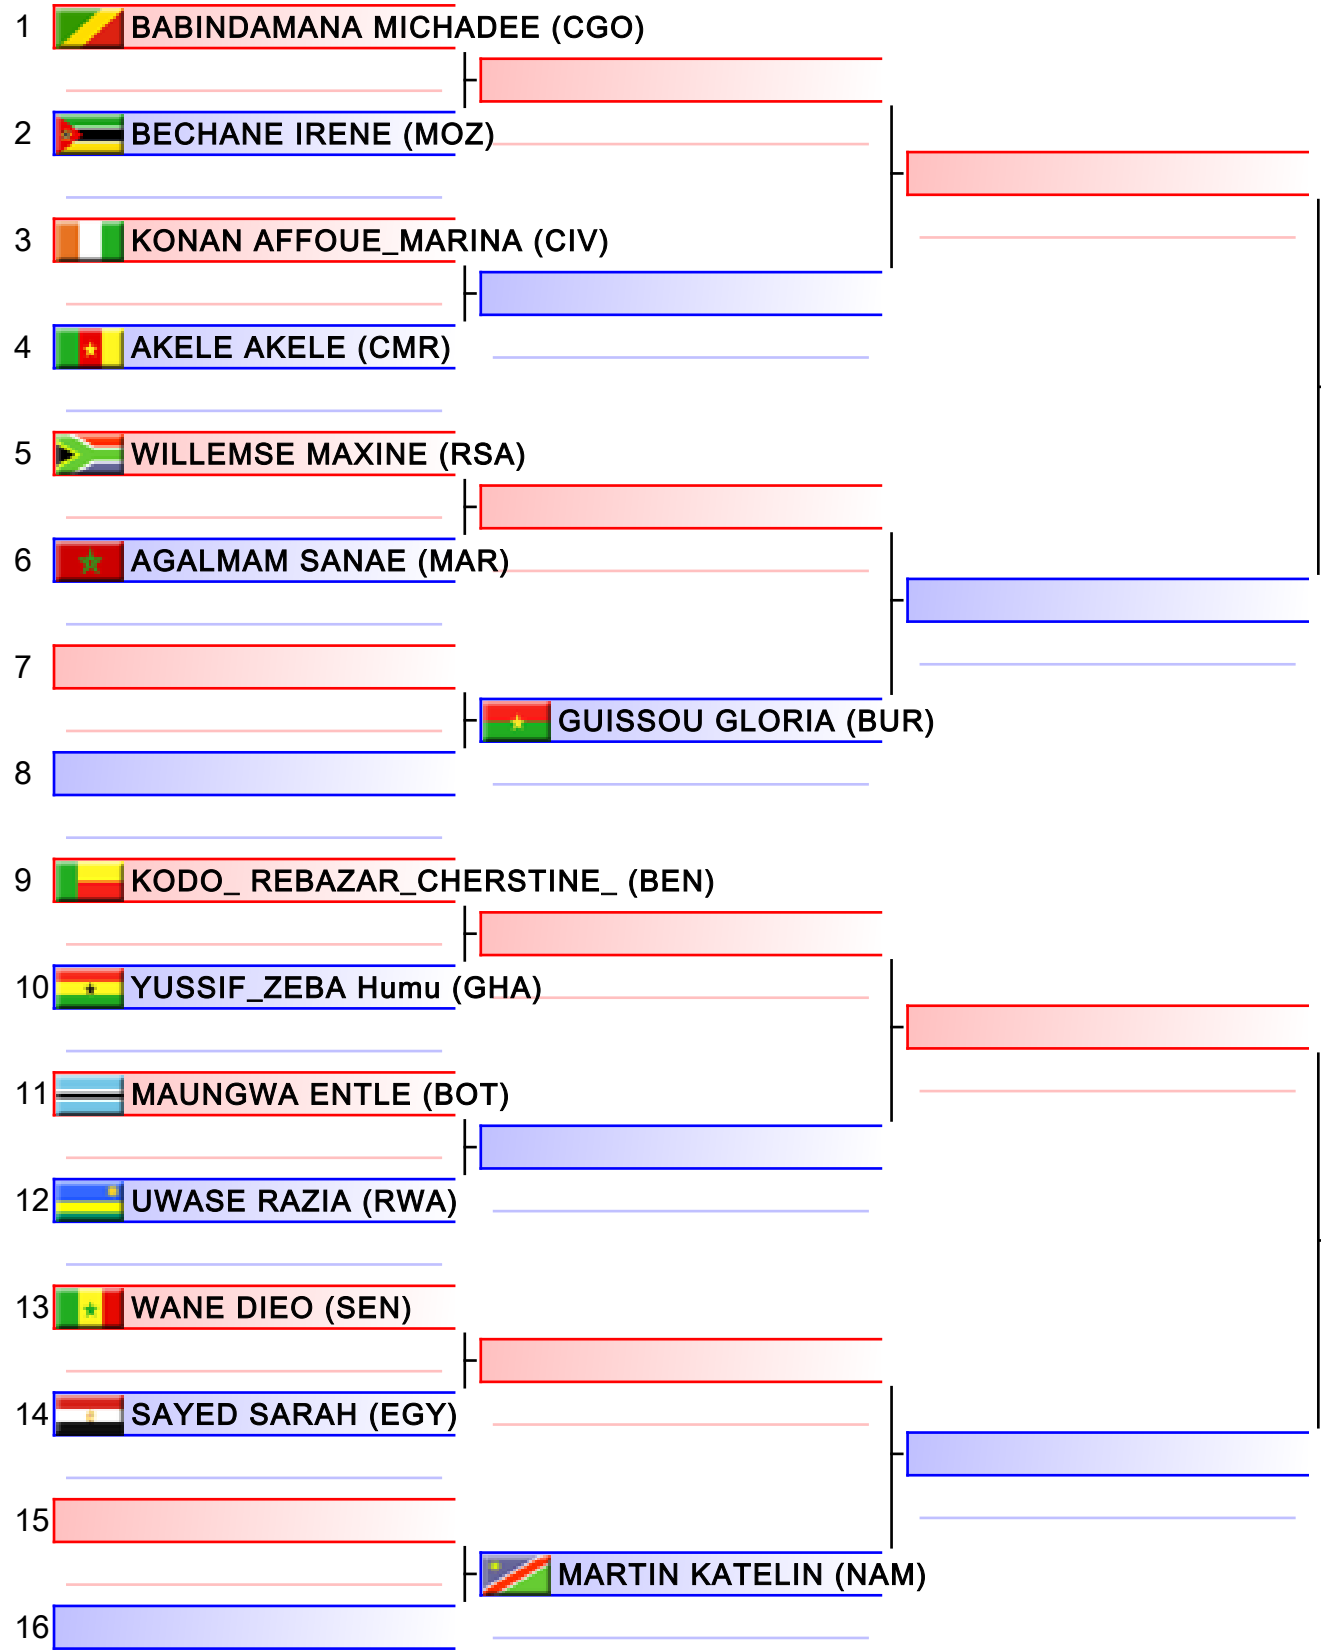 1 BABINDAMANA MICHADEE (CGO)
2 BECHANE IRENE (MOZ)
3 KONAN AFFOUE_MARINA (CIV)
4 AKELE AKELE (CMR)
5 WILLEMSE MAXINE (RSA)
6 AGALMAM SANAE (MAR)
7
GUISSOU GLORIA (BUR)
8
9 KODO_ REBAZAR_CHERSTINE_ (BEN)
10 YUSSIF_ZEBA Humu (GHA)
11 MAUNGWA ENTLE (BOT)
12 UWASE RAZIA (RWA)
13 WANE DIEO (SEN)
14 SAYED SARAH (EGY)
15
MARTIN KATELIN (NAM)
16